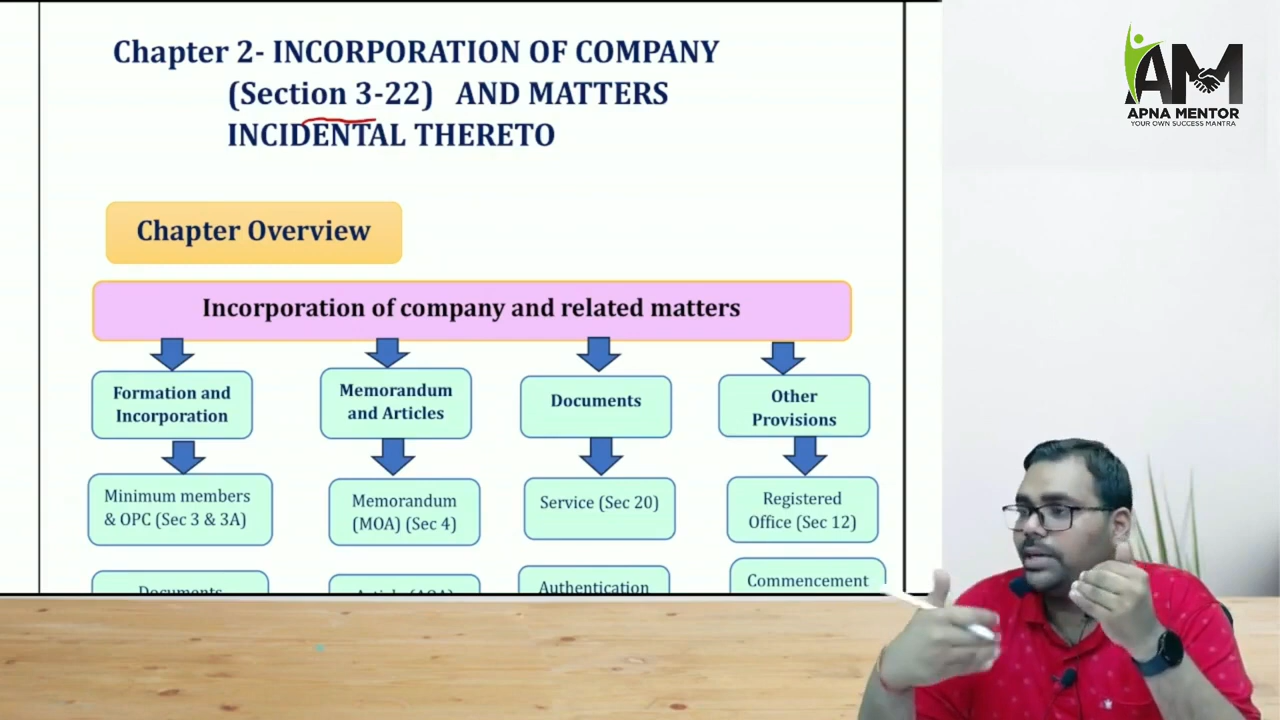 Chapter 2- INCORPORATION OF COMPANY
(Section 3-22) AND MATTERS
INCIDENTAL THERETO
AM
APNA MENTOR
YOUR OWN SUCCESS MANTRA
Chapter Overview
Incorporation of company and related matters
Formation and
Incorporation
Memorandum
and Articles
Documents
Other
Provisions
Minimum members
& OPC (Sec 3 & 3A)
Memorandum
(MOA) (Sec 4)
Service (Sec 20)
Registered
Office (Sec 12)
Documents
Authentication
Commencement